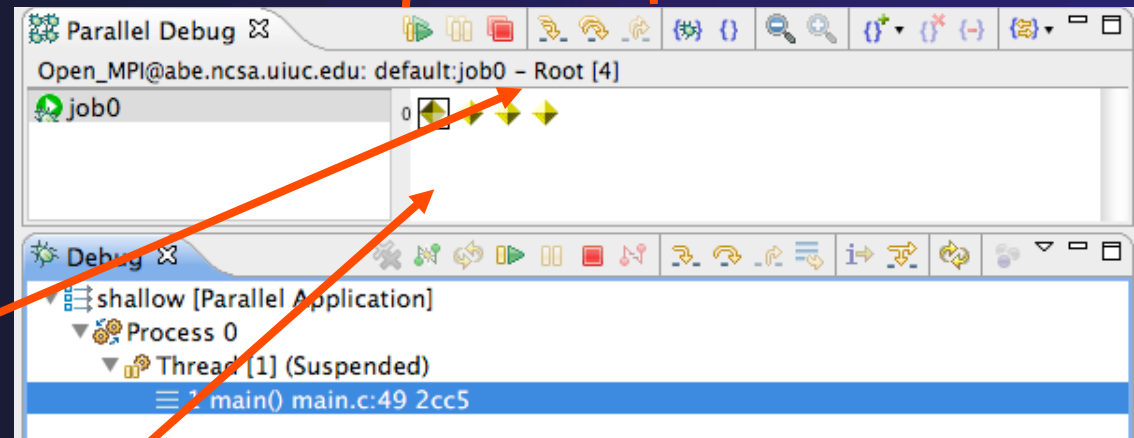 Parallel Debug
Open_MPI@abe.ncsa.uiuc.edu: default:job0 – Root [4]
job0
0
Debug
shallow [Parallel Application]
Process 0
Thread [1] (Suspended)
1 main() main.c:49 2cc5